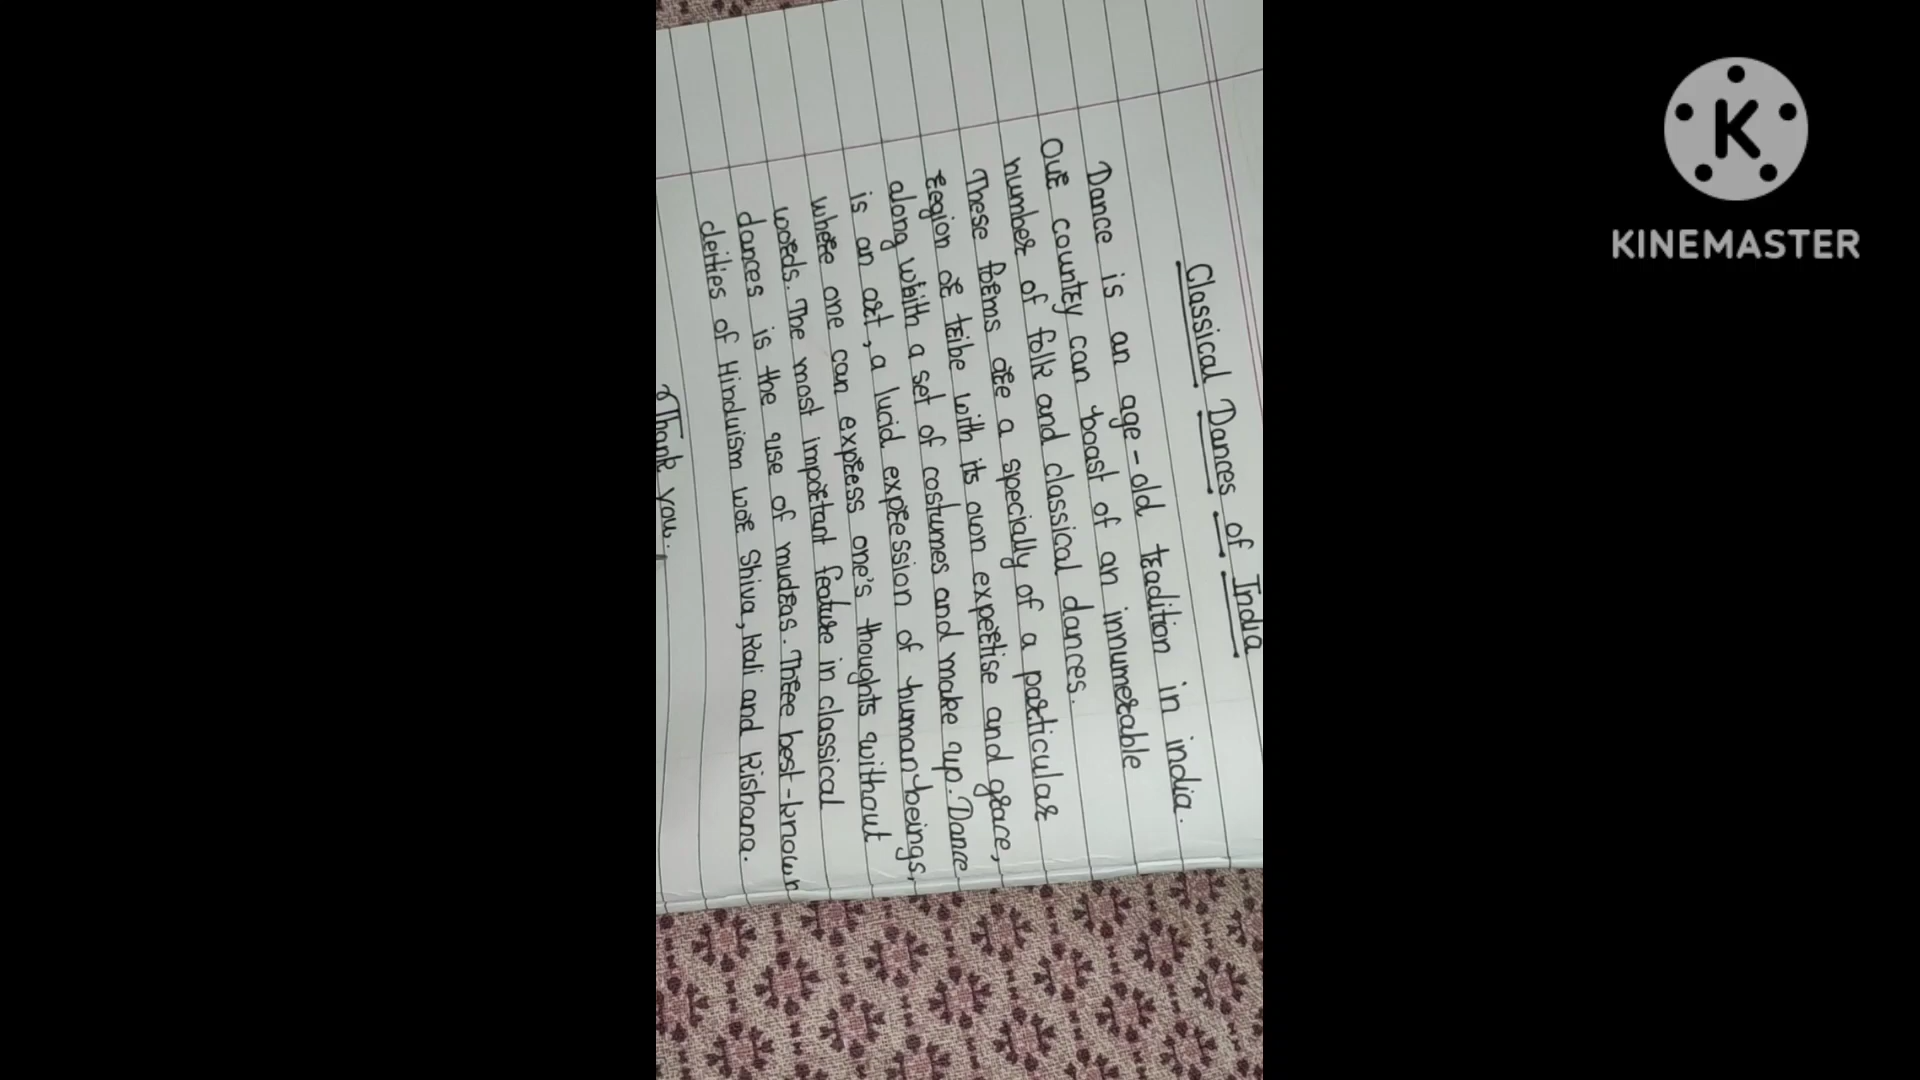 Classical Dances of India
Dance is an age-old tradition in india.
Our country can boast of an innumerable
number of folk and classical dances.
These forms are a specially of a particular
region or tribe with its own expertise and grace,
along whith a set of costumes and make up. Dance
is an art, a lucid expression of human-beings,
where one can express one's thoughts without
words. The most important feature in classical
dances is the use of mudras. Three best-known
deities of Hinduism wor Shiva, Kali and Krishana.
Thank you.
KINEMASTER